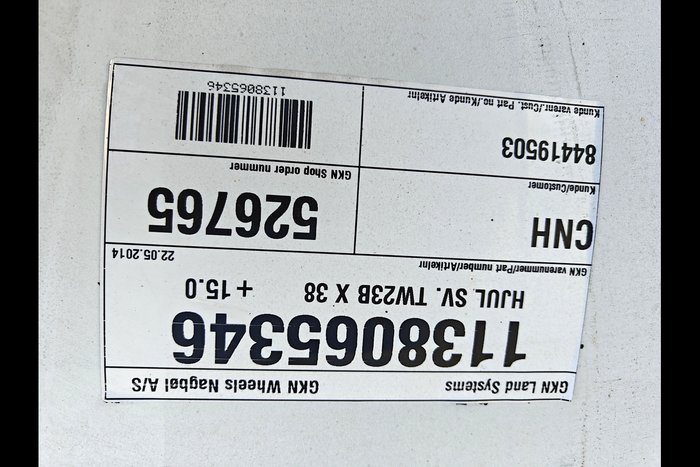 GKN Land Systems GKN Wheels Nagbøl A/S
1138065346
HJUL SV. TW23B X 38 + 15.0
GKN varenummer/Part number/Artikelnr 22.05.2014
CNH
Kunde/Customer
526765
GKN Shop order nummer
84419503
Kunde varenr./Cust. Part no./Kunde Artikelnr
1138065346